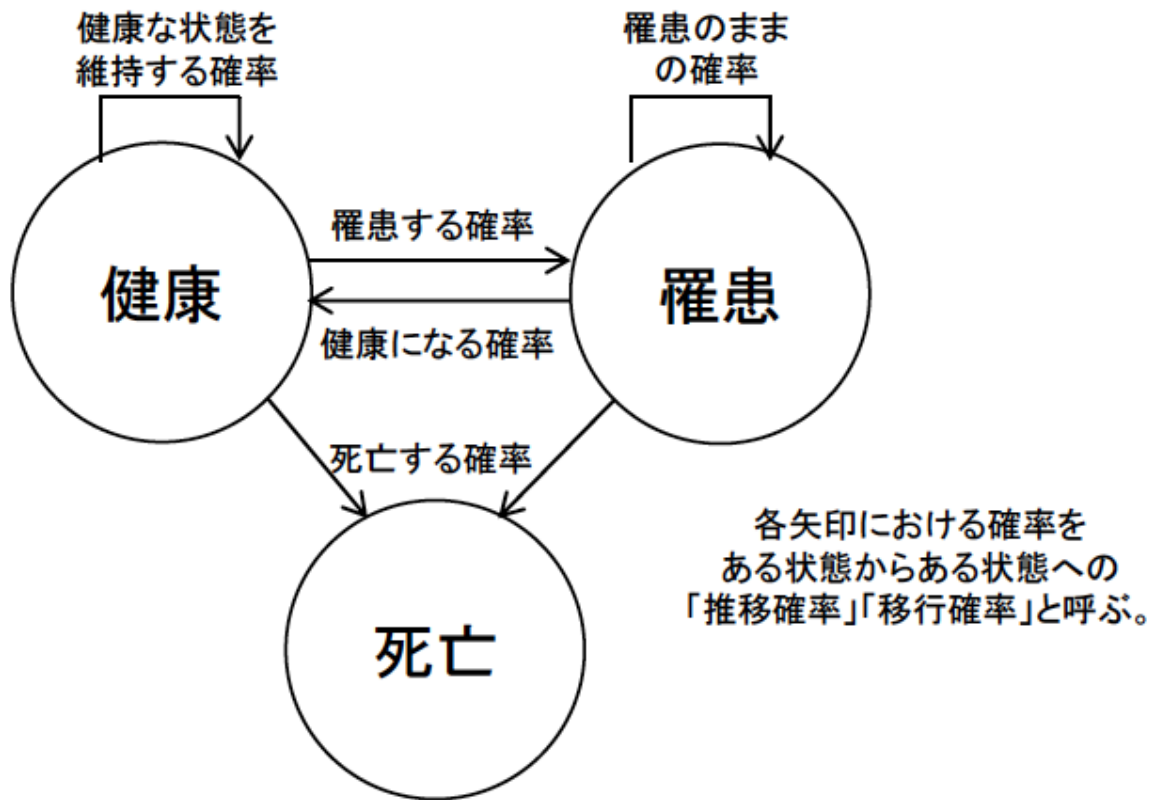 健康な状態を
維持する確率
罹患のまま
の確率
罹患する確率
健康
罹患
健康になる確率
死亡する確率
各矢印における確率を
ある状態からある状態への
「推移確率」「移行確率」と呼ぶ。
死亡